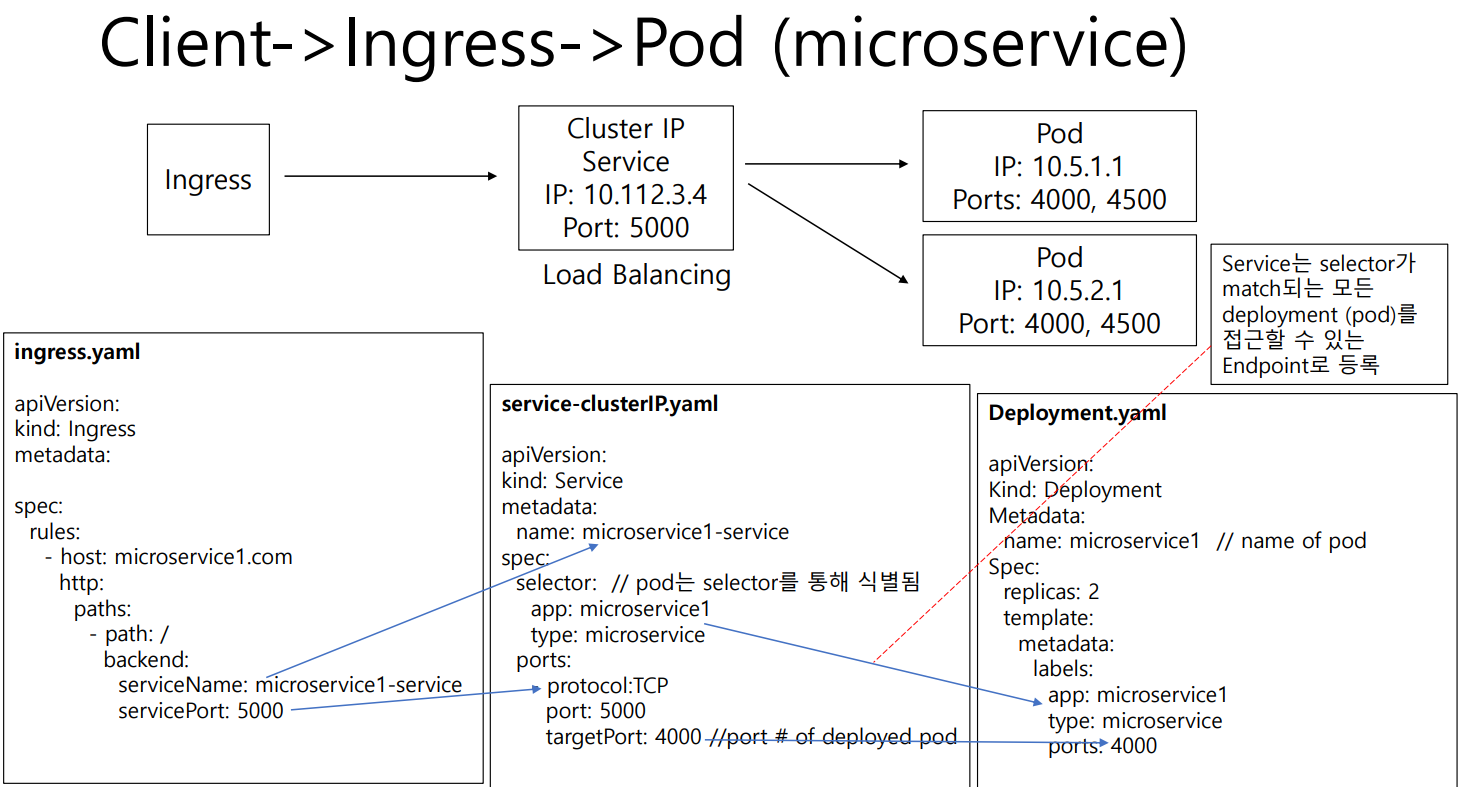 Client->Ingress->Pod (microservice)
Ingress
Cluster IP
Service
IP: 10.112.3.4
Port: 5000
Load Balancing
Pod
IP: 10.5.1.1
Ports: 4000, 4500
Pod
IP: 10.5.2.1
Port: 4000, 4500
Service는 selector가
match되는 모든
deployment (pod)를
접근할 수 있는
Endpoint로 등록
ingress.yaml
apiVersion:
kind: Ingress
metadata:
spec:
rules:
- host: microservice1.com
http:
paths:
- path: /
backend:
serviceName: microservice1-service
servicePort: 5000
service-clusterIP.yaml
apiVersion:
kind: Service
metadata:
name: microservice1-service
spec:
selector: // pod는 selector를 통해 식별됨
app: microservice1
type: microservice
ports:
protocol:TCP
port: 5000
targetPort: 4000 //port # of deployed pod
Deployment.yaml
apiVersion:
Kind: Deployment
Metadata:
name: microservice1 // name of pod
Spec:
replicas: 2
template:
metadata:
labels:
app: microservice1
type: microservice
ports: 4000